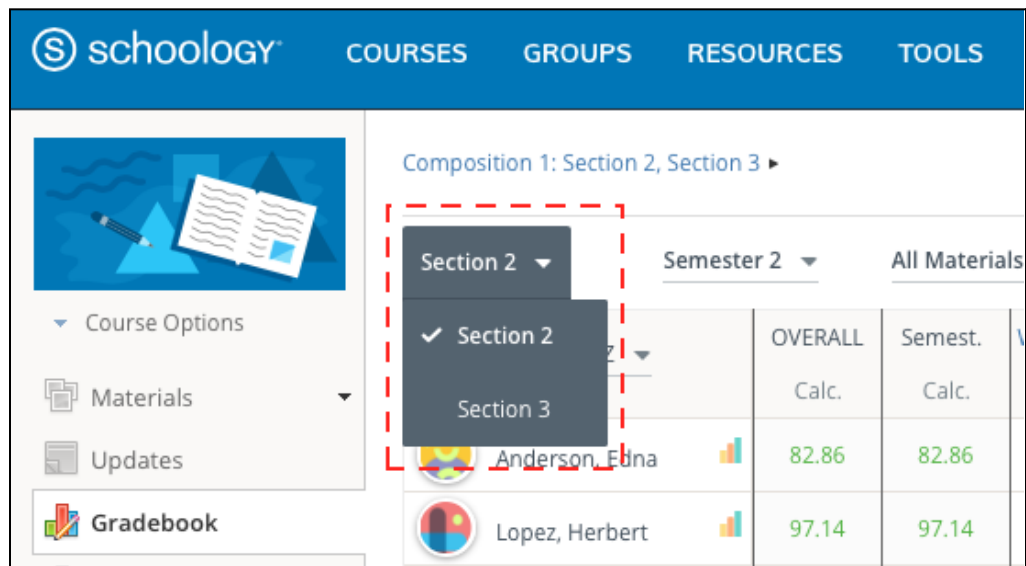 schoology
COURSES GROUPS RESOURCES TOOLS
Composition 1: Section 2, Section 3
Section 2
Semester 2
All Materials
Section 2
Section 3
Z
OVERALL
Calc.
Semest.
Calc.
Course Options
Materials
Updates
Gradebook
Anderson, Edna 82.86 82.86
Lopez, Herbert 97.14 97.14